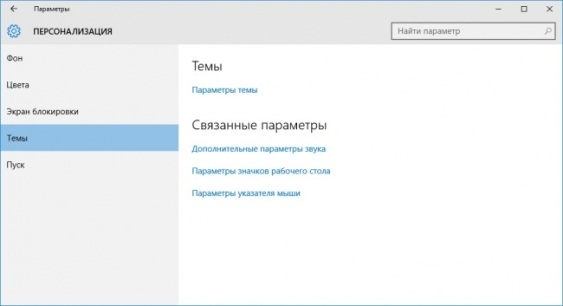 Параметры
ПЕРСОНАЛИЗАЦИЯ
Найти параметр
Фон
Цвета
Экран блокировки
Темы
Пуск
Темы
Параметры темы
Связанные параметры
Дополнительные параметры звука
Параметры значков рабочего стола
Параметры указателя мыши